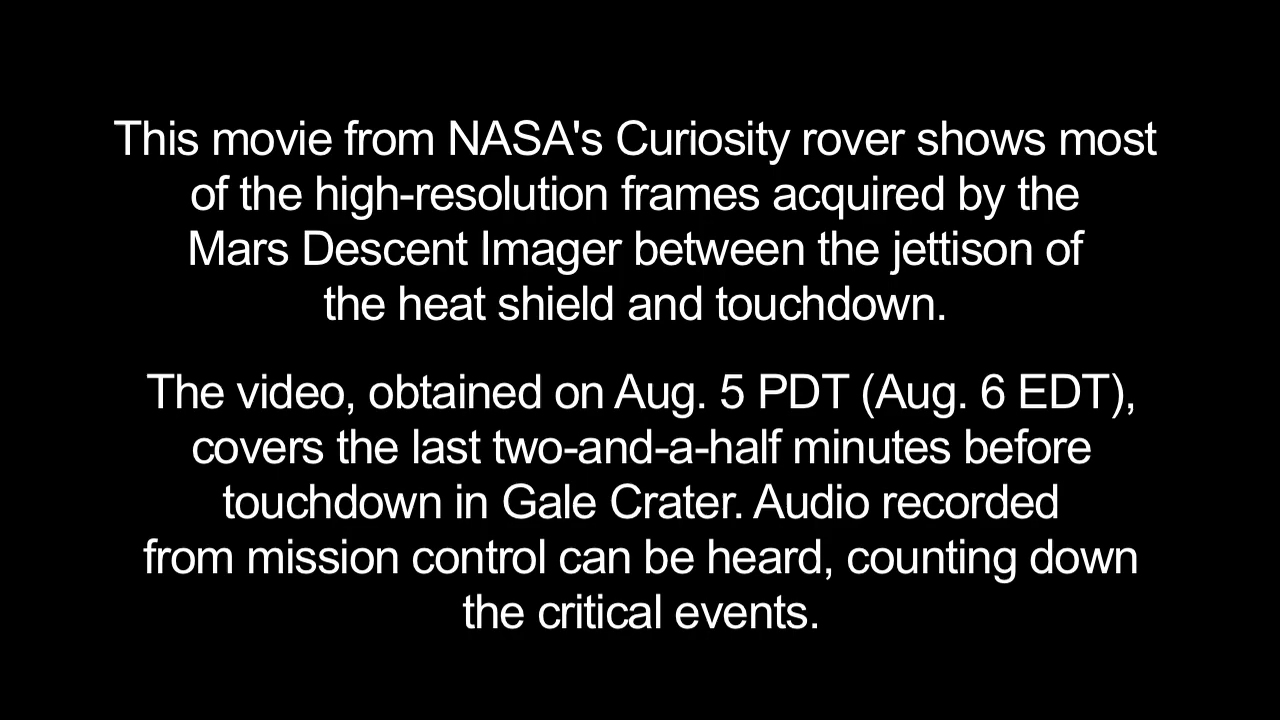 This movie from NASA's Curiosity rover shows most
of the high-resolution frames acquired by the
Mars Descent Imager between the jettison of
the heat shield and touchdown.
The video, obtained on Aug. 5 PDT (Aug. 6 EDT),
covers the last two-and-a-half minutes before
touchdown in Gale Crater. Audio recorded
from mission control can be heard, counting down
the critical events.